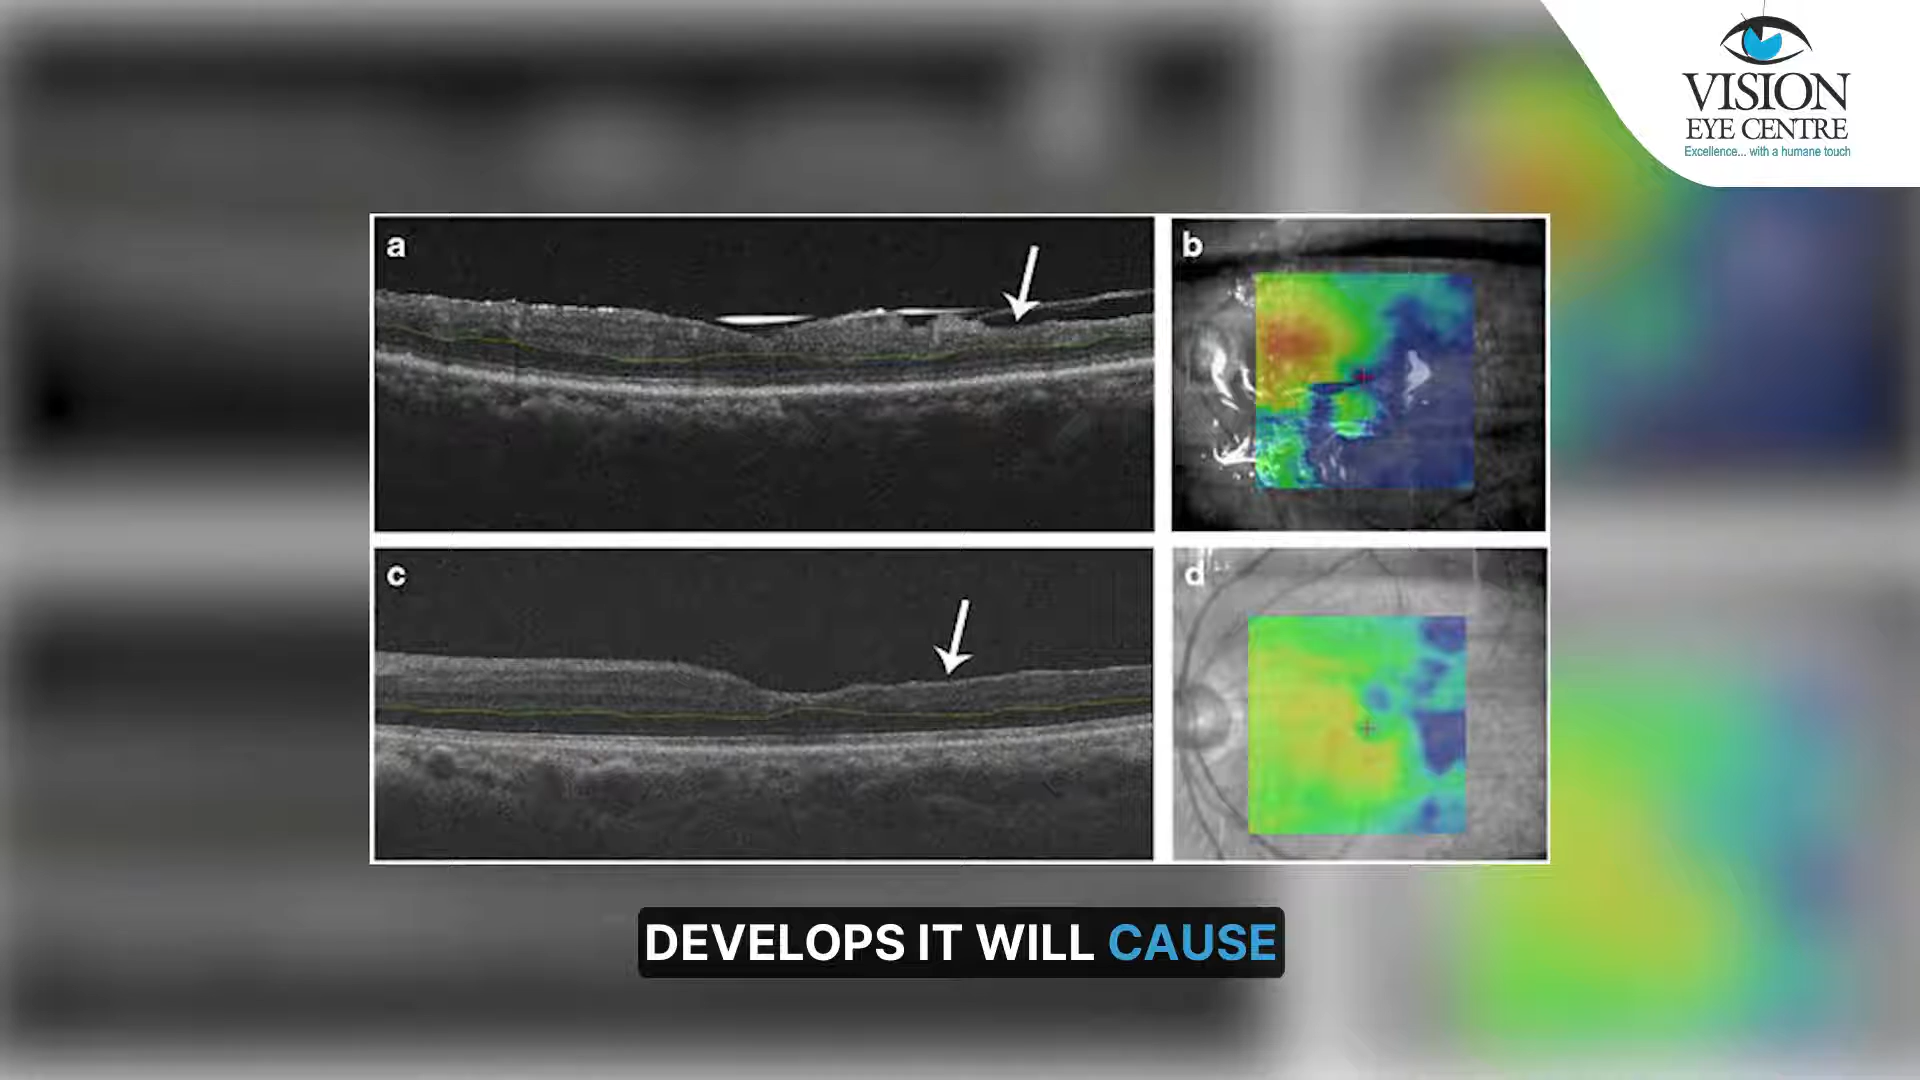 VISION
EYE CENTRE
Excellence... with a humane touch
a
b
c
d
DEVELOPS IT WILL CAUSE